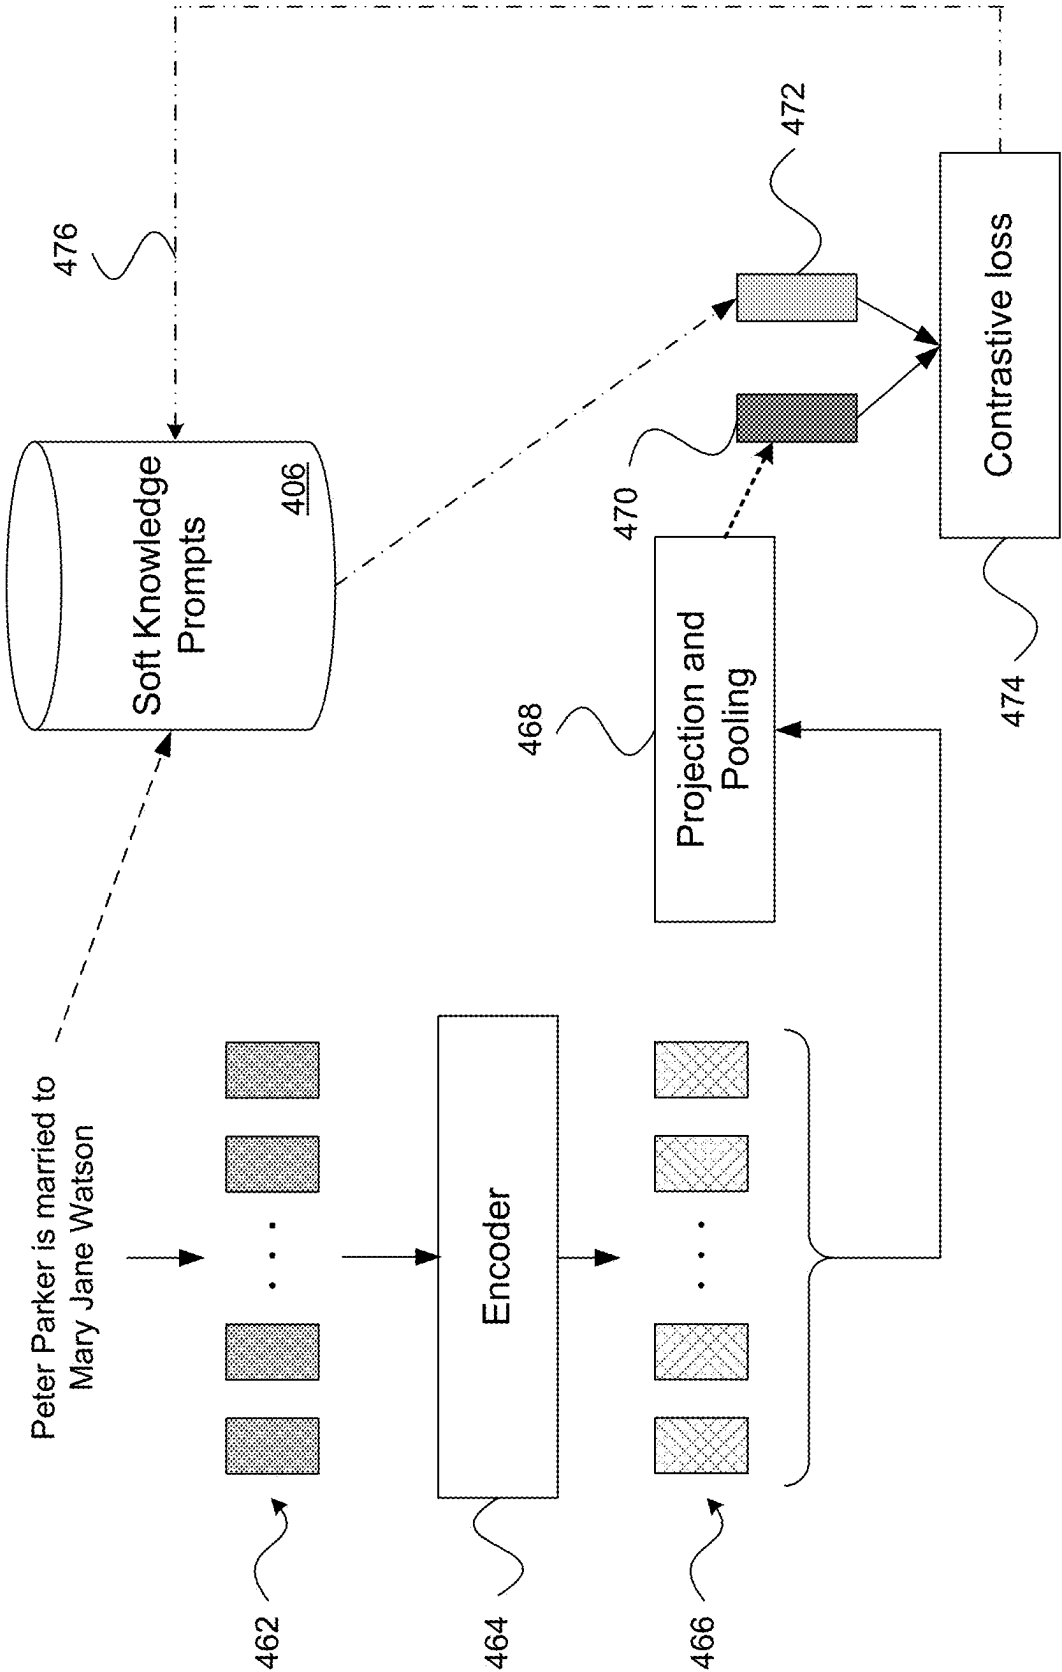 Peter Parker is married to
Mary Jane Watson
Soft Knowledge
Prompts
406
476
462
. . .
464
Encoder
466
. . .
468
Projection and
Pooling
470
472
474
Contrastive loss